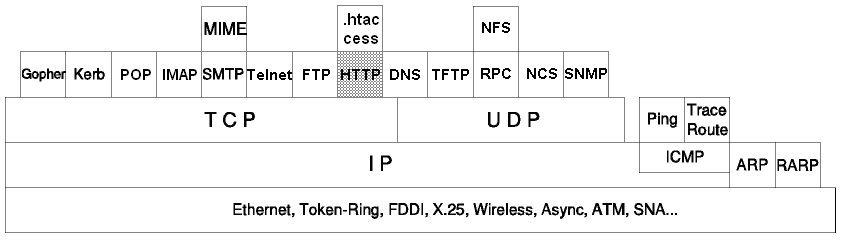 MIME
.htac
cess
NFS
Gopher Kerb POP IMAP SMTP Telnet FTP HTTP DNS TFTP RPC NCS SNMP
TCP UDP Ping Trace
Route
IP ICMP ARP RARP
Ethernet, Token-Ring, FDDI, X.25, Wireless, Async, ATM, SNA...